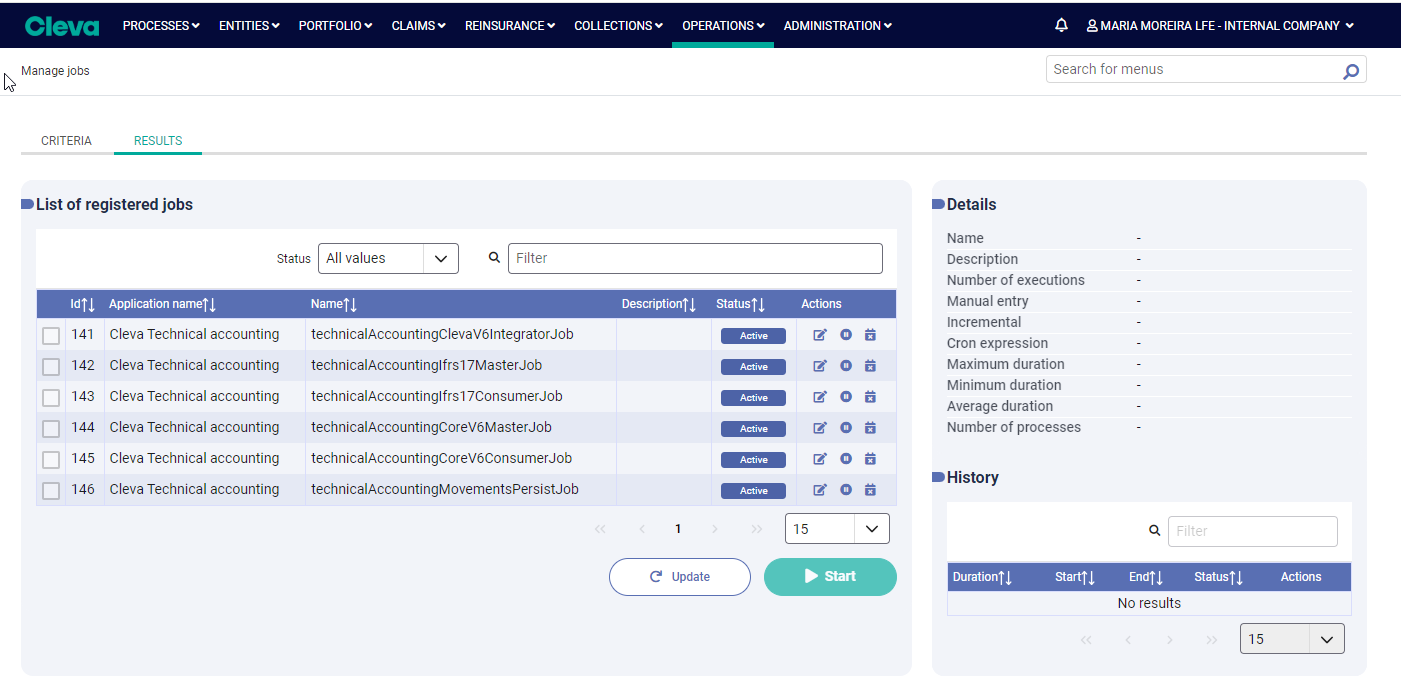 Cleva PROCESSES ENTITIES PORTFOLIO CLAIMS REINSURANCE COLLECTIONS OPERATIONS ADMINISTRATION MARIA MOREIRA LFE - INTERNAL COMPANY
Manage jobs Search for menus
CRITERIA RESULTS
List of registered jobs
Status All values Filter
Id Application name Name Description Status Actions
141 Cleva Technical accounting technicalAccountingClevaV6IntegratorJob Active
142 Cleva Technical accounting technicalAccountingIfrs17MasterJob Active
143 Cleva Technical accounting technicalAccountingIfrs17ConsumerJob Active
144 Cleva Technical accounting technicalAccountingCoreV6MasterJob Active
145 Cleva Technical accounting technicalAccountingCoreV6ConsumerJob Active
146 Cleva Technical accounting technicalAccountingMovementsPersistJob Active
« ‹ 1 › » 15
Update Start
Details
Name -
Description -
Number of executions -
Manual entry -
Incremental -
Cron expression -
Maximum duration -
Minimum duration -
Average duration -
Number of processes -
History
Filter
Duration Start End Status Actions
No results
« ‹ › » 15